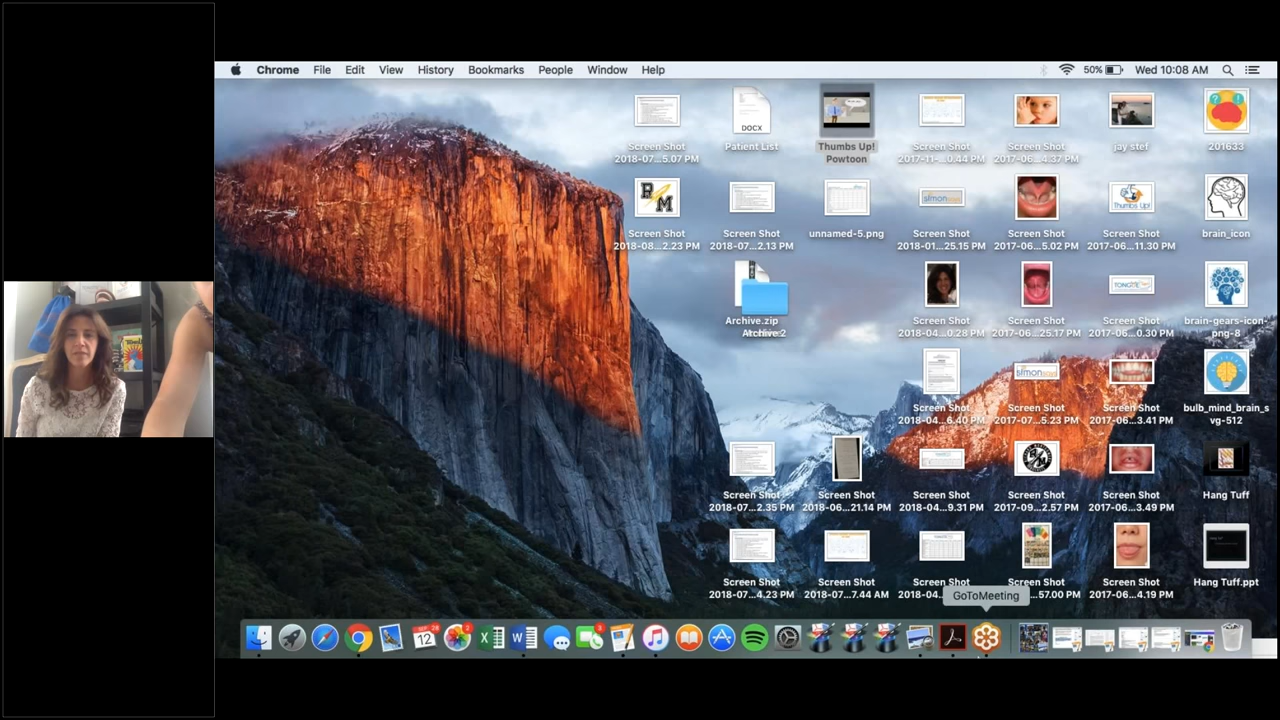 Chrome File Edit View History Bookmarks People Window Help 50% Wed 10:08 AM
Screen Shot
2018-07...5.07 PM
DOCX
Patient List
Thumbs Up!
Powtoon
Screen Shot
2017-11-...0.44 PM
Screen Shot
2017-06...4.37 PM
jay stef
201633
Screen Shot
2018-08...2.23 PM
Screen Shot
2018-07...2.13 PM
unnamed-5.png
simonsays
Screen Shot
2018-01...25.15 PM
Screen Shot
2017-06...5.02 PM
Thumbs Up!
Screen Shot
2017-06...11.30 PM
brain_icon
Archive.zip
Archive 2
Screen Shot
2018-04...0.28 PM
Screen Shot
2017-06...25.17 PM
TONGUE
Screen Shot
2017-06...0.30 PM
brain-gears-icon-
png-8
Screen Shot
2018-04...6.40 PM
simonsays
Screen Shot
2017-07...5.23 PM
Screen Shot
2017-06...3.41 PM
bulb_mind_brain_s
vg-512
Screen Shot
2018-07...2.35 PM
Screen Shot
2018-06...21.14 PM
Screen Shot
2018-04...9.31 PM
Screen Shot
2017-09...2.57 PM
Screen Shot
2017-06...3.49 PM
Hang Tuff
Screen Shot
2018-07...4.23 PM
Screen Shot
2018-07...7.44 AM
Screen Shot
2018-04...
Screen Shot
...57.00 PM
Screen Shot
2017-06...4.19 PM
Hang Tuff.ppt
GoToMeeting
12
2
3